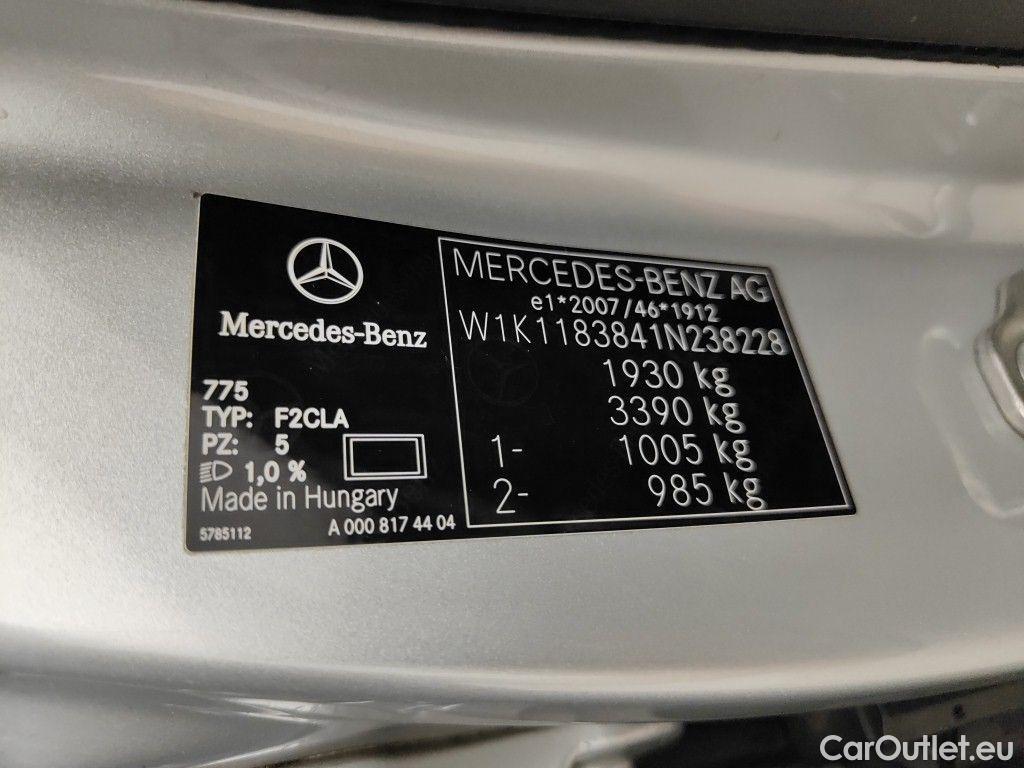 Mercedes-Benz
775
TYP: F2CLA
PZ: 5
1,0 %
Made in Hungary
5785112
A 000 817 44 04
MERCEDES-BENZ AG
e1*2007/46*1912
W1K1183841N238228
1930 kg
3390 kg
1- 1005 kg
2- 985 kg
CarOutlet.eu